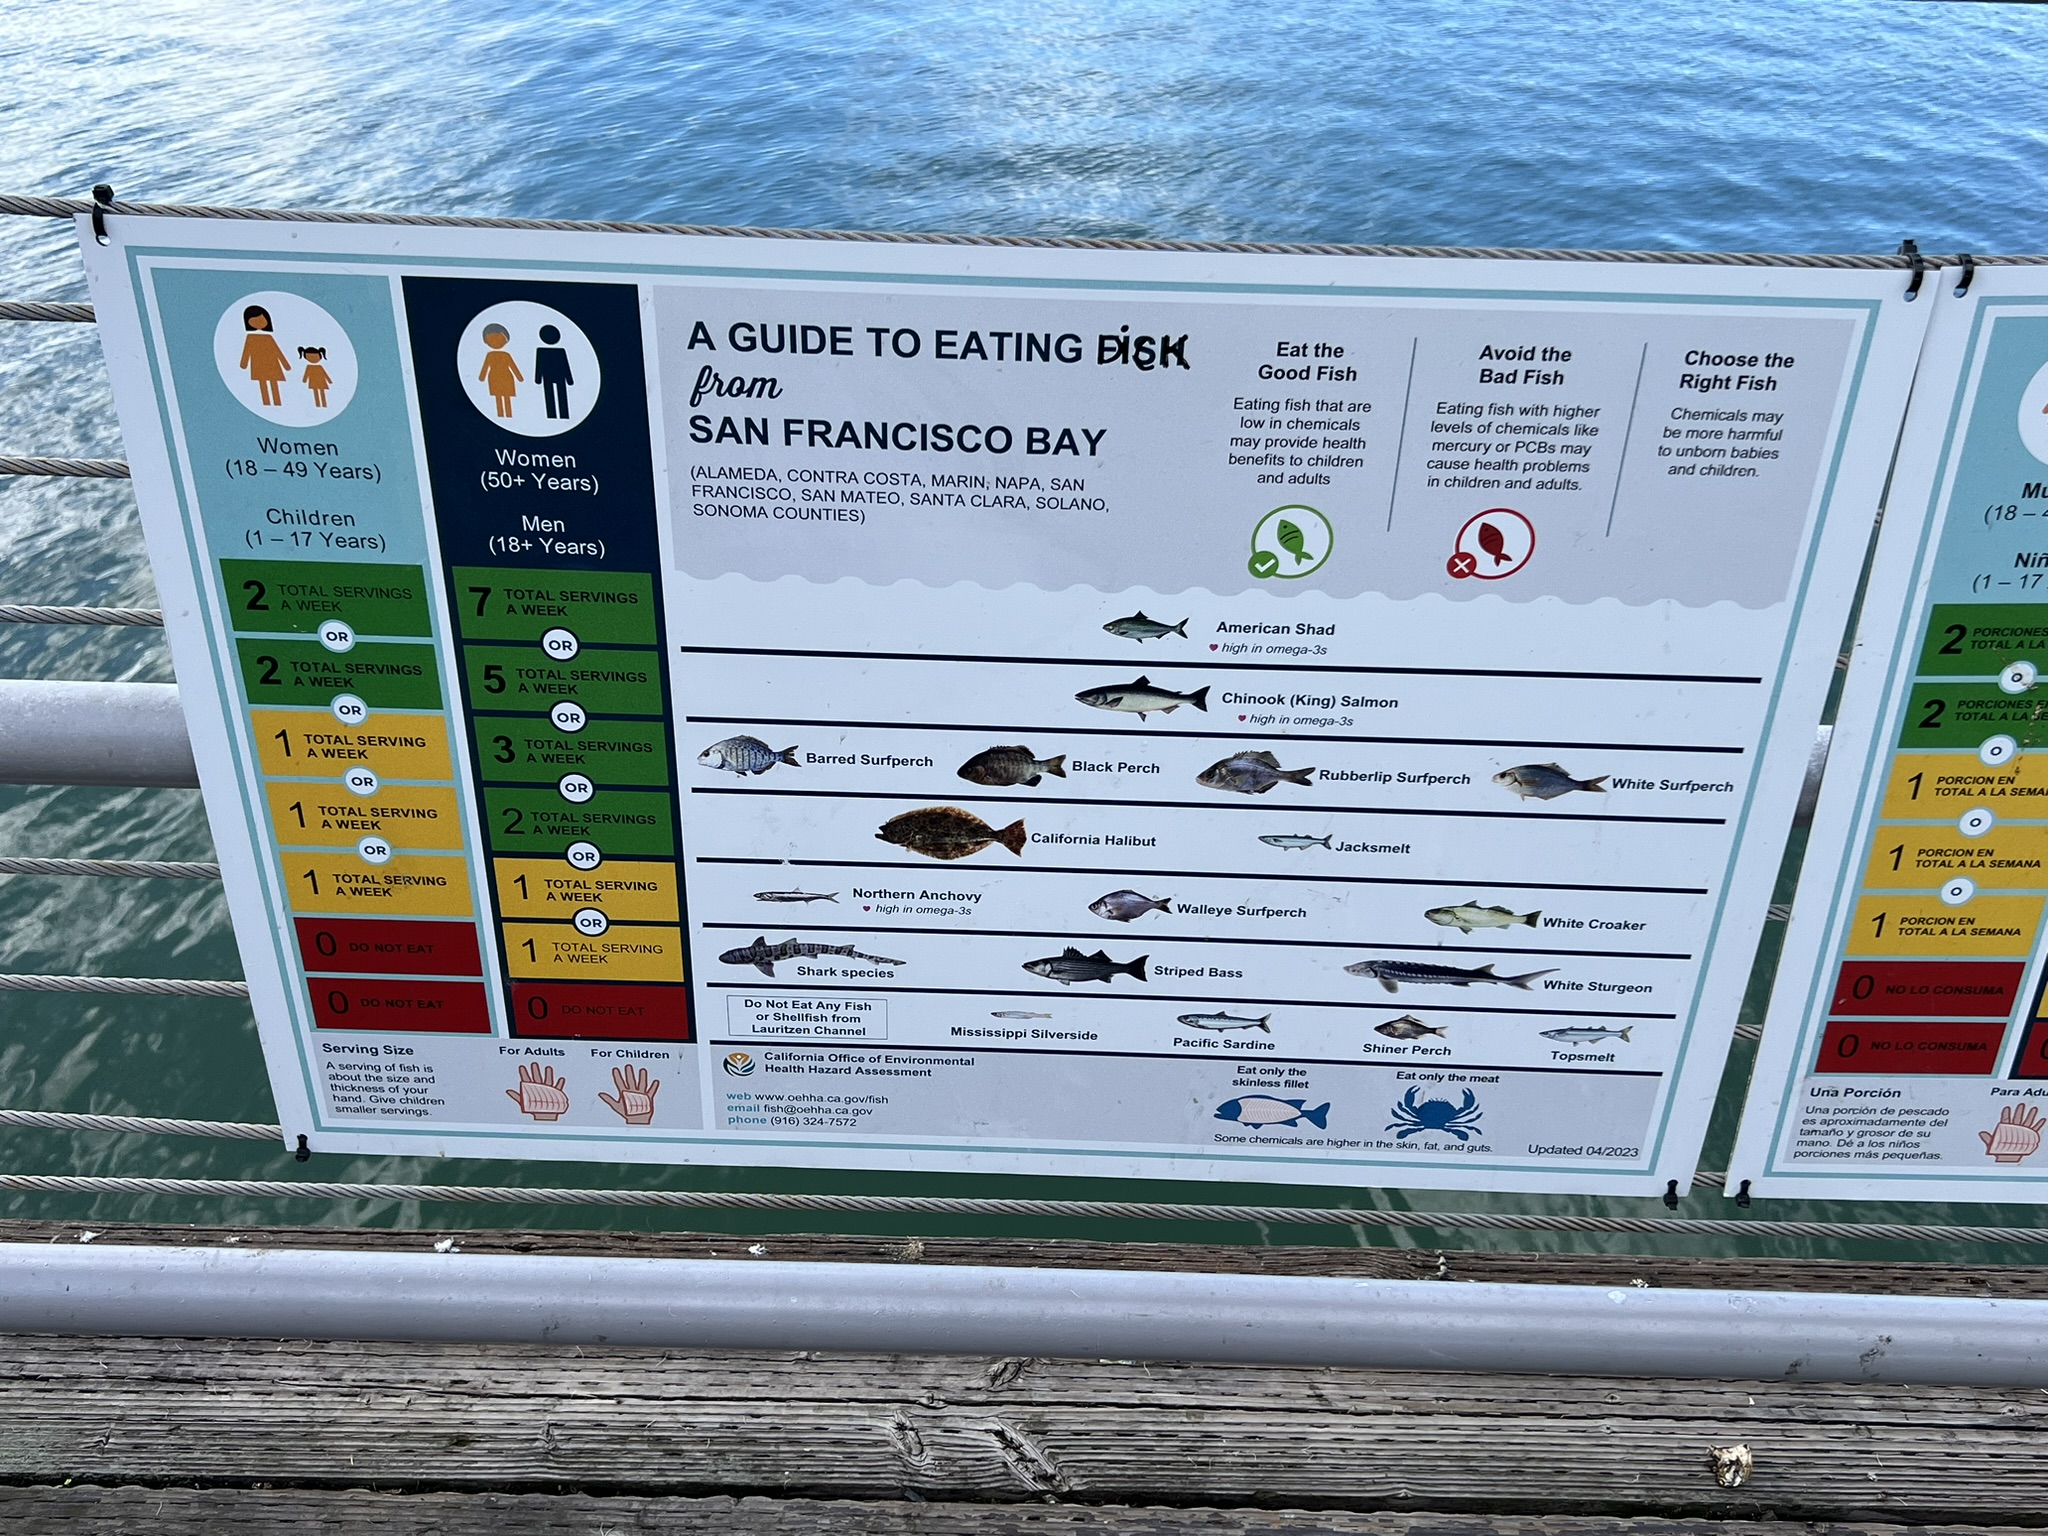 Women
(18 – 49 Years)
Children
(1 – 17 Years)
2 TOTAL SERVINGS
A WEEK
OR
2 TOTAL SERVINGS
A WEEK
OR
1 TOTAL SERVING
A WEEK
OR
1 TOTAL SERVING
A WEEK
OR
1 TOTAL SERVING
A WEEK
0 DO NOT EAT
0 DO NOT EAT
Serving Size
A serving of fish is
about the size and
thickness of your
hand. Give children
smaller servings.
For Adults
For Children
Women
(50+ Years)
Men
(18+ Years)
7 TOTAL SERVINGS
A WEEK
OR
5 TOTAL SERVINGS
A WEEK
OR
3 TOTAL SERVINGS
A WEEK
OR
2 TOTAL SERVINGS
A WEEK
OR
1 TOTAL SERVING
A WEEK
OR
1 TOTAL SERVING
A WEEK
0 DO NOT EAT
A GUIDE TO EATING
from
SAN FRANCISCO BAY
(ALAMEDA, CONTRA COSTA, MARIN, NAPA, SAN
FRANCISCO, SAN MATEO, SANTA CLARA, SOLANO,
SONOMA COUNTIES)
Eat the
Good Fish
Eating fish that are
low in chemicals
may provide health
benefits to children
and adults
Avoid the
Bad Fish
Eating fish with higher
levels of chemicals like
mercury or PCBs may
cause health problems
in children and adults.
Choose the
Right Fish
Chemicals may
be more harmful
to unborn babies
and children.
American Shad
high in omega-3s
Chinook (King) Salmon
high in omega-3s
Barred Surfperch
Black Perch
Rubberlip Surfperch
White Surfperch
California Halibut
Jacksmelt
Northern Anchovy
high in omega-3s
Walleye Surfperch
White Croaker
Shark species
Striped Bass
White Sturgeon
Do Not Eat Any Fish
or Shellfish from
Lauritzen Channel
Mississippi Silverside
Pacific Sardine
Shiner Perch
Topsmelt
California Office of Environmental
Health Hazard Assessment
web www.oehha.ca.gov/fish
email fish@oehha.ca.gov
phone (916) 324-7572
Eat only the
skinless fillet
Eat only the meat
Some chemicals are higher in the skin, fat, and guts.
Updated 04/2023
(18 –
(1 – 17
2 PORCIONES
TOTAL A LA
O
2 PORCIONES
TOTAL A LA
O
1 PORCION EN
TOTAL A LA
O
1 PORCION EN
TOTAL A LA SEMANA
O
1 PORCION EN
TOTAL A LA SEMANA
0 NO LO CONSUMA
0 NO LO CONSUMA
Una Porción
Una porción de pescado
es aproximadamente del
tamaño y grosor de su
mano. Dé a los niños
porciones más pequeñas.
Para